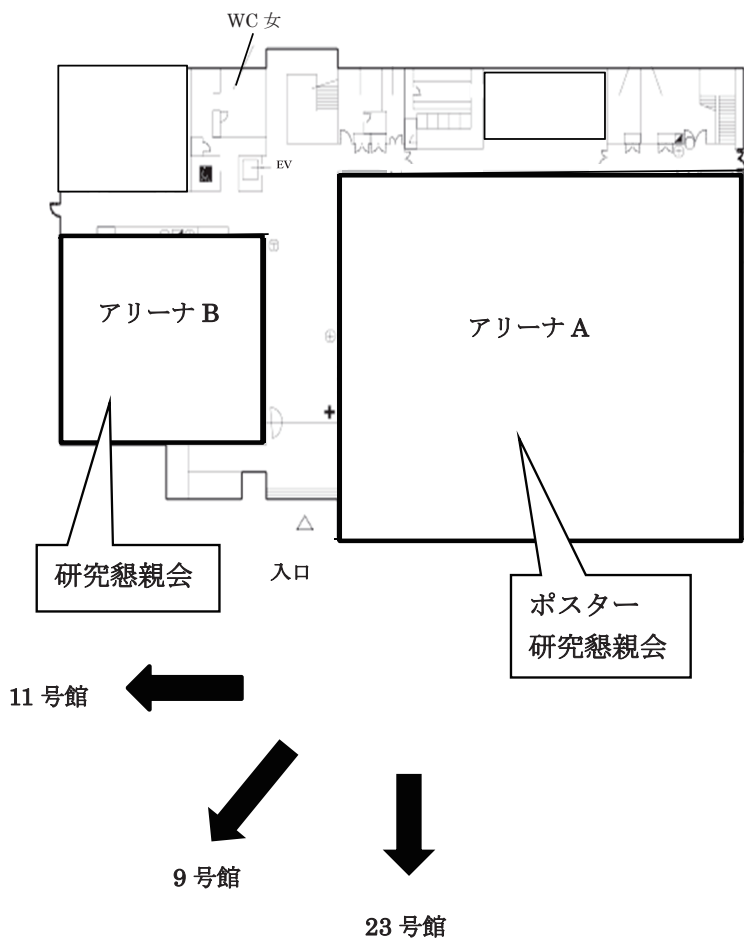 WC 女
EV
アリーナ B
アリーナ A
研究懇親会
入口
ポスター
研究懇親会
11 号館
9 号館
23 号館